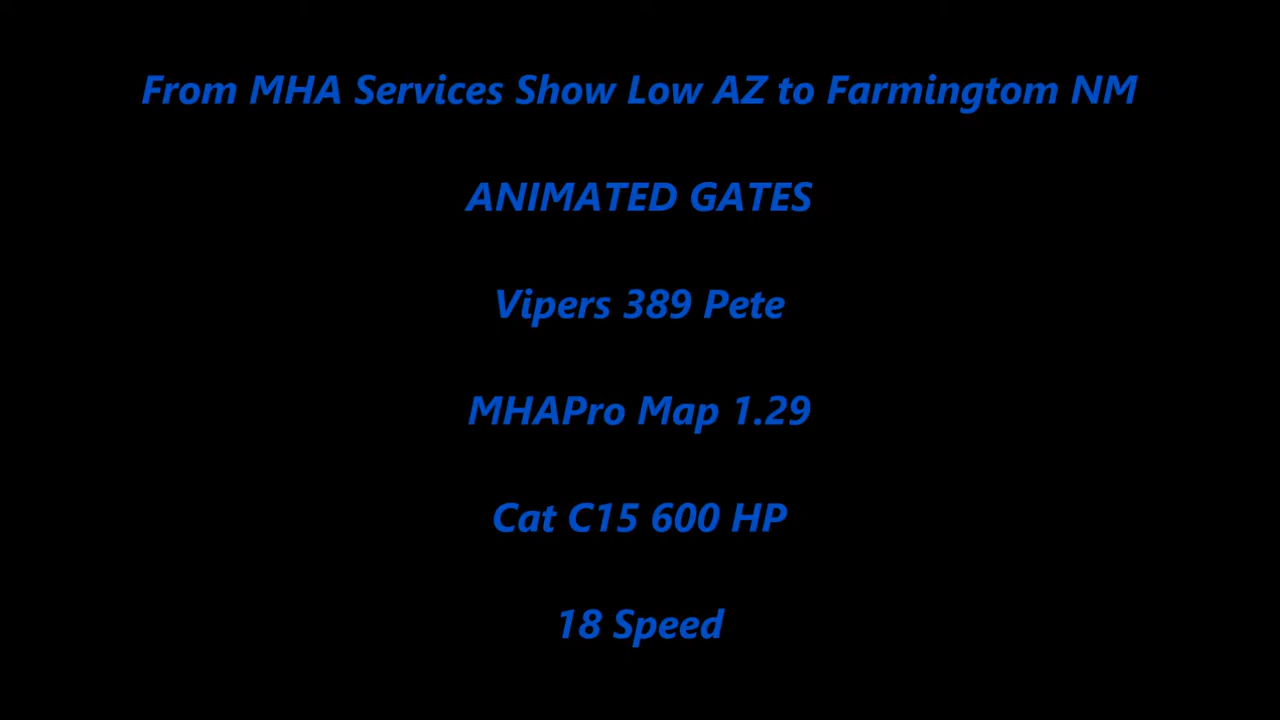 From MHA Services Show Low AZ to Farmingtom NM
ANIMATED GATES
Vipers 389 Pete
MHAPro Map 1.29
Cat C15 600 HP
18 Speed